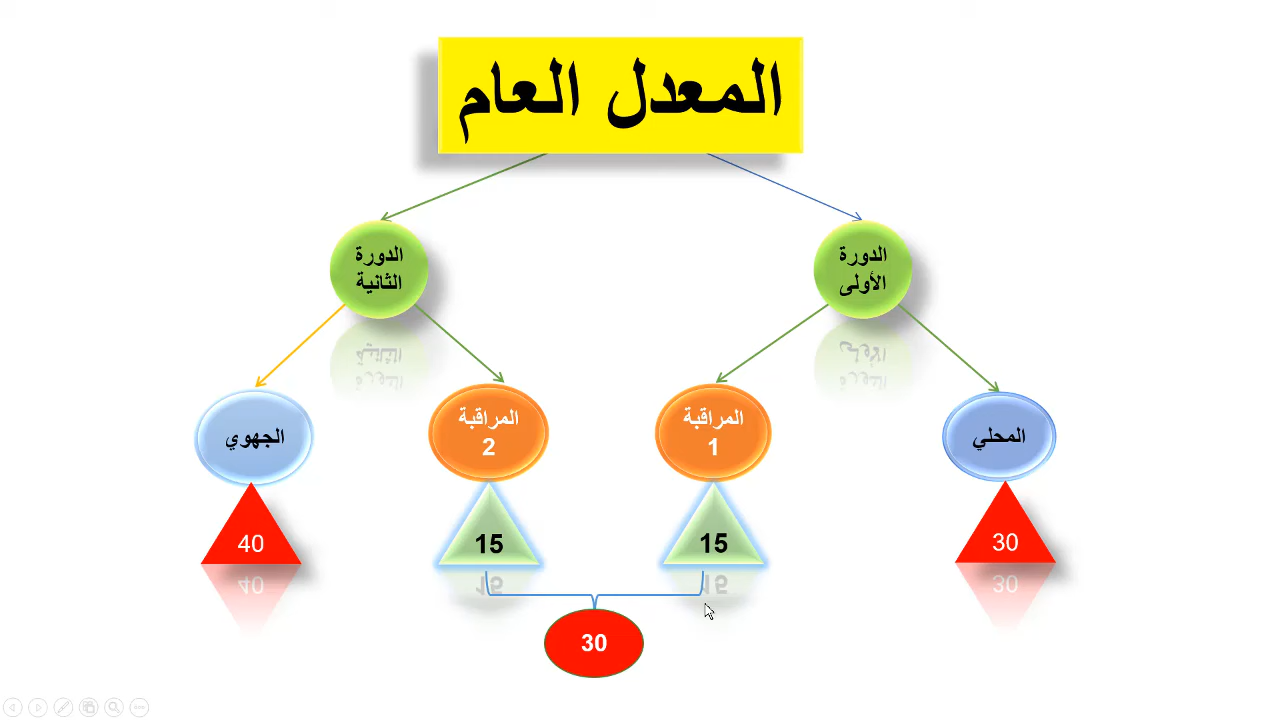 المعدل العام
الدورة
الأولى
الدورة
الثانية
المحلي
المراقبة
1
المراقبة
2
الجهوي
30
15
15
40
30